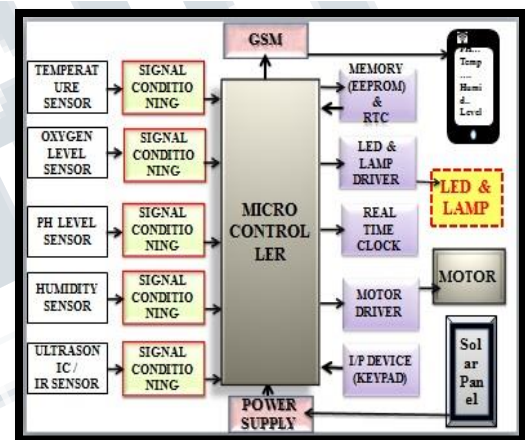 GSM
TEMPERAT
URE
SENSOR
SIGNAL
CONDITIO
NING
OXYGEN
LEVEL
SENSOR
SIGNAL
CONDITIO
NING
PH LEVEL
SENSOR
SIGNAL
CONDITIO
NING
HUMIDITY
SENSOR
SIGNAL
CONDITIO
NING
ULTRASON
IC /
IR SENSOR
SIGNAL
CONDITIO
NING
MICRO
CONTROL
LER
POWER
SUPPLY
MEMORY
(EEPROM)
&
RTC
LED &
LAMP
DRIVER
REAL
TIME
CLOCK
MOTOR
DRIVER
I/P DEVICE
(KEYPAD)
PH...
Temp
....
Humi
d..
Level
LED &
LAMP
MOTOR
Sol
ar
Pan
el